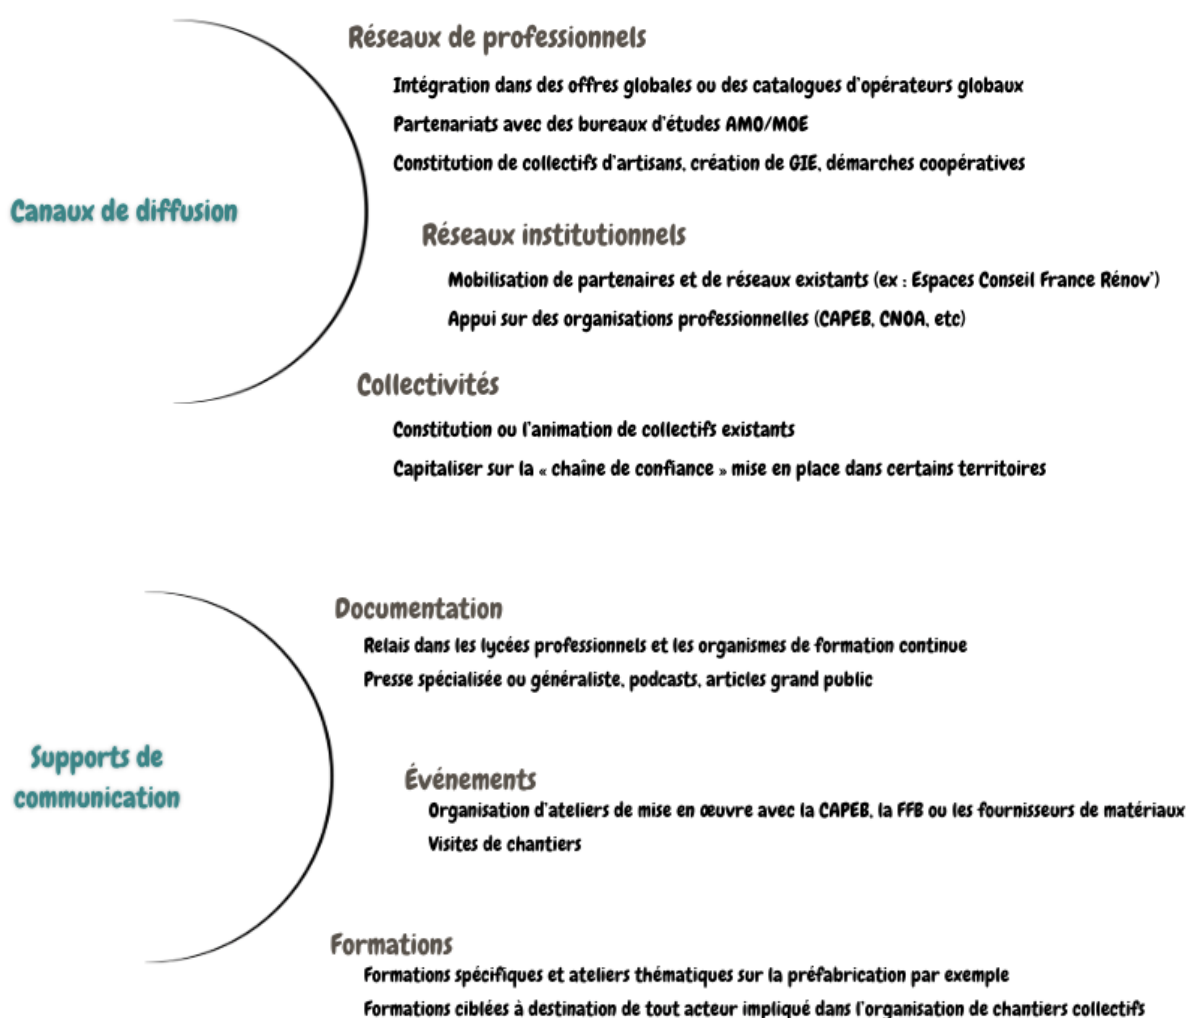 Canaux de diffusion
Réseaux de professionnels
Intégration dans des offres globales ou des catalogues d'opérateurs globaux
Partenariats avec des bureaux d'études AMO/MOE
Constitution de collectifs d'artisans, création de GIE, démarches coopératives
Réseaux institutionnels
Mobilisation de partenaires et de réseaux existants (ex : Espaces Conseil France Rénov')
Appui sur des organisations professionnelles (CAPEB, CNOA, etc)
Collectivités
Constitution ou l'animation de collectifs existants
Capitaliser sur la « chaîne de confiance » mise en place dans certains territoires
Supports de
communication
Documentation
Relais dans les lycées professionnels et les organismes de formation continue
Presse spécialisée ou généraliste, podcasts, articles grand public
Événements
Organisation d'ateliers de mise en œuvre avec la CAPEB, la FFB ou les fournisseurs de matériaux
Visites de chantiers
Formations
Formations spécifiques et ateliers thématiques sur la préfabrication par exemple
Formations ciblées à destination de tout acteur impliqué dans l'organisation de chantiers collectifs